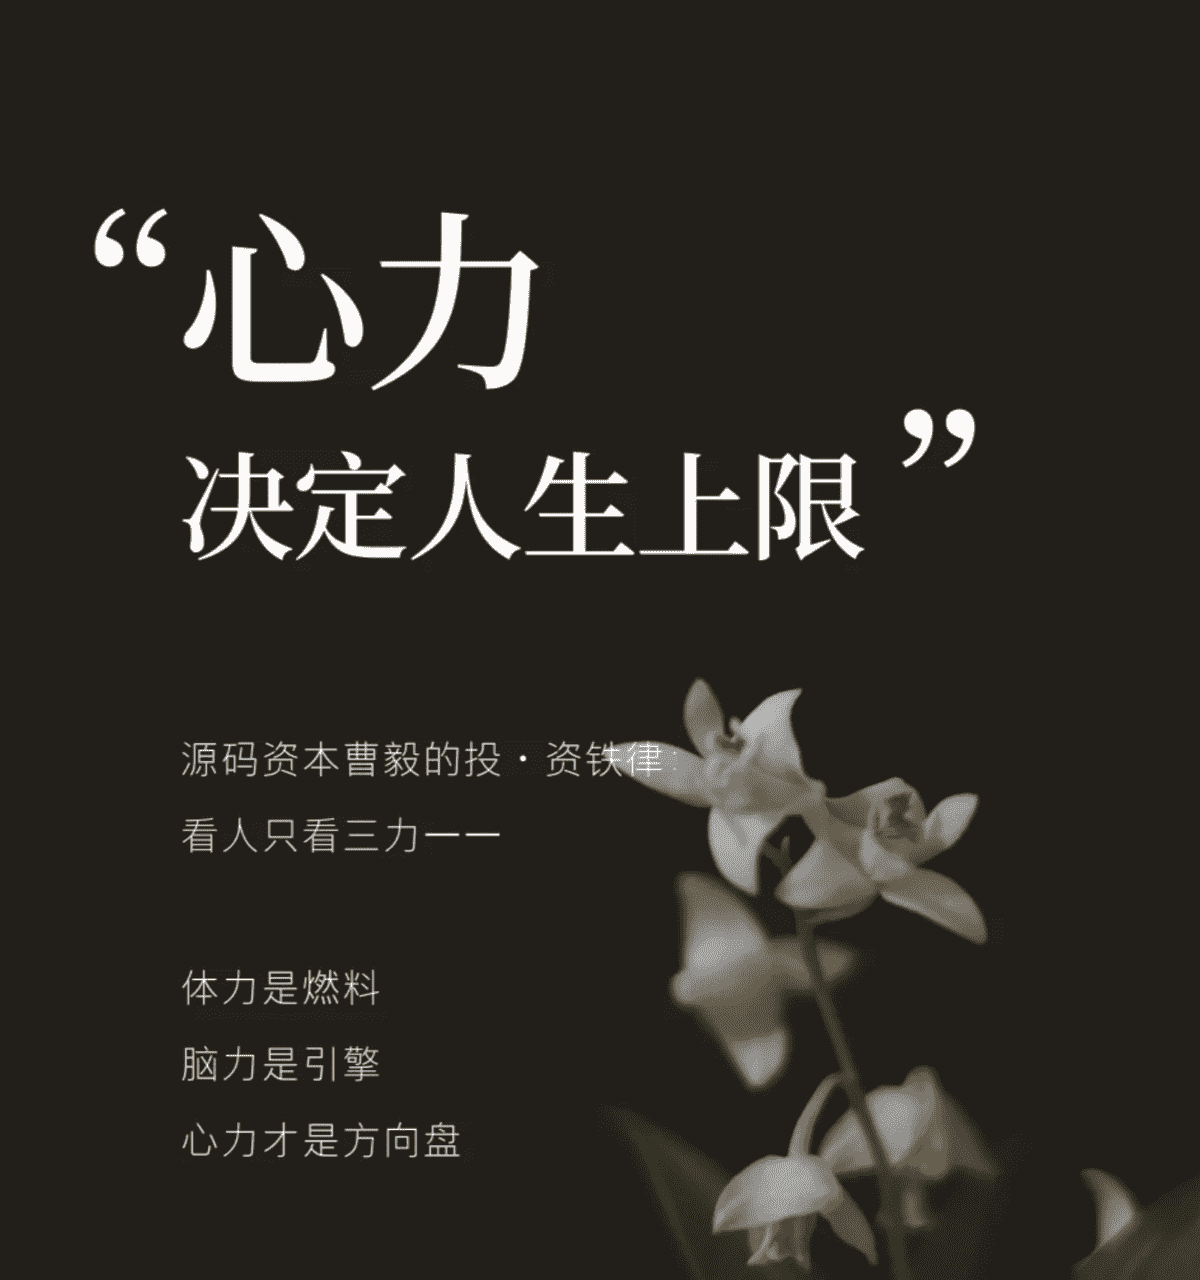 “心力
决定人生上限”
源码资本曹毅的投·资铁律：
看人只看三力——
体力是燃料
脑力是引擎
心力才是方向盘